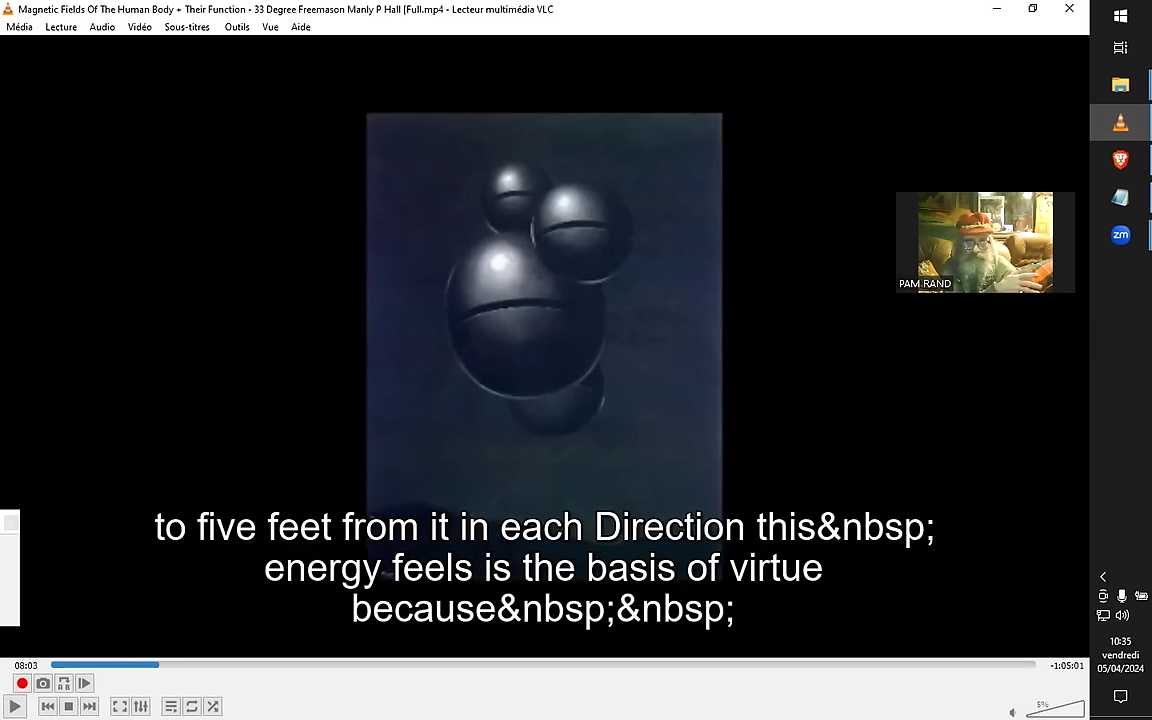 Magnetic Fields Of The Human Body + Their Function - 33 Degree Freemason Manly P Hall [Full.mp4 - Lecteur multimédia VLC
Média Lecture Audio Vidéo Sous-titres Outils Vue Aide
PAM RAND
zm
to five feet from it in each Direction this&nbsp;
energy feels is the basis of virtue
because&nbsp;&nbsp;
08:03
-1:05:01
5%
10:35
vendredi
05/04/2024